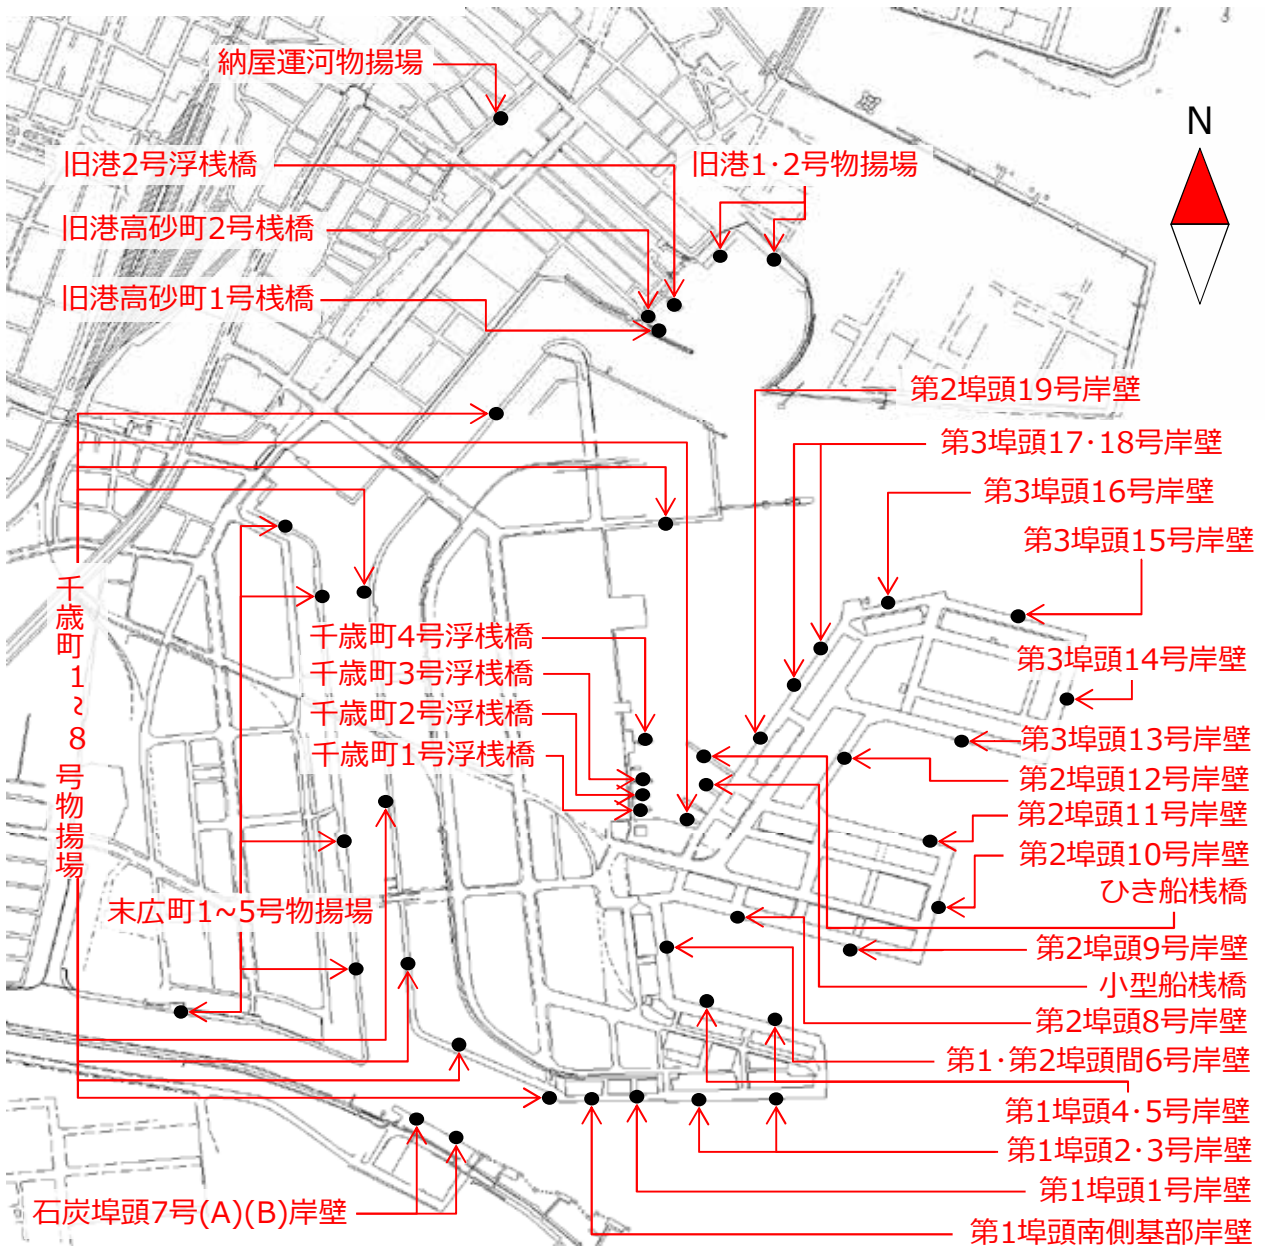 納屋運河物揚場
N
旧港2号浮桟橋
旧港1・2号物揚場
旧港高砂町2号桟橋
旧港高砂町1号桟橋
第2埠頭19号岸壁
第3埠頭17・18号岸壁
第3埠頭16号岸壁
第3埠頭15号岸壁
千歳町1~8号物揚場
千歳町4号浮桟橋
第3埠頭14号岸壁
千歳町3号浮桟橋
千歳町2号浮桟橋
第3埠頭13号岸壁
千歳町1号浮桟橋
第2埠頭12号岸壁
第2埠頭11号岸壁
第2埠頭10号岸壁
ひき船桟橋
末広町1~5号物揚場
第2埠頭9号岸壁
小型船桟橋
第2埠頭8号岸壁
第1・第2埠頭間6号岸壁
第1埠頭4・5号岸壁
第1埠頭2・3号岸壁
第1埠頭1号岸壁
石炭埠頭7号(A)(B)岸壁
第1埠頭南側基部岸壁